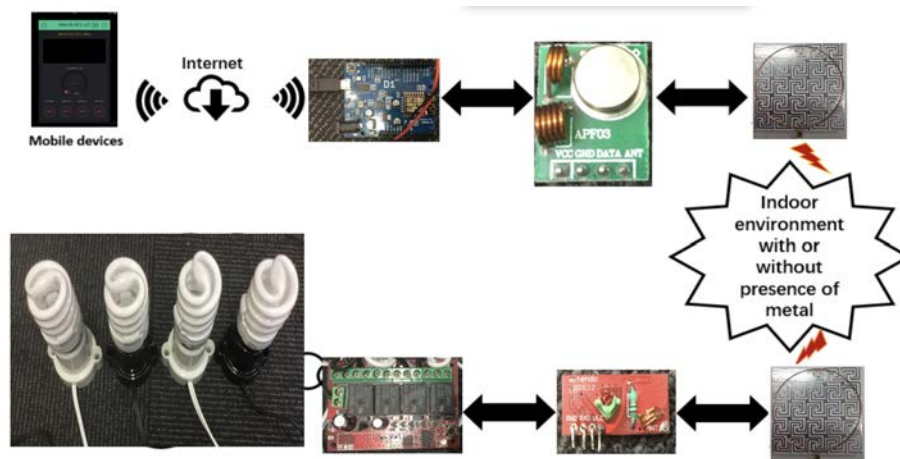 Internet
Mobile devices
D1
APF03
VCC GND DATA ANT
Indoor
environment
with or
without
presence of
metal